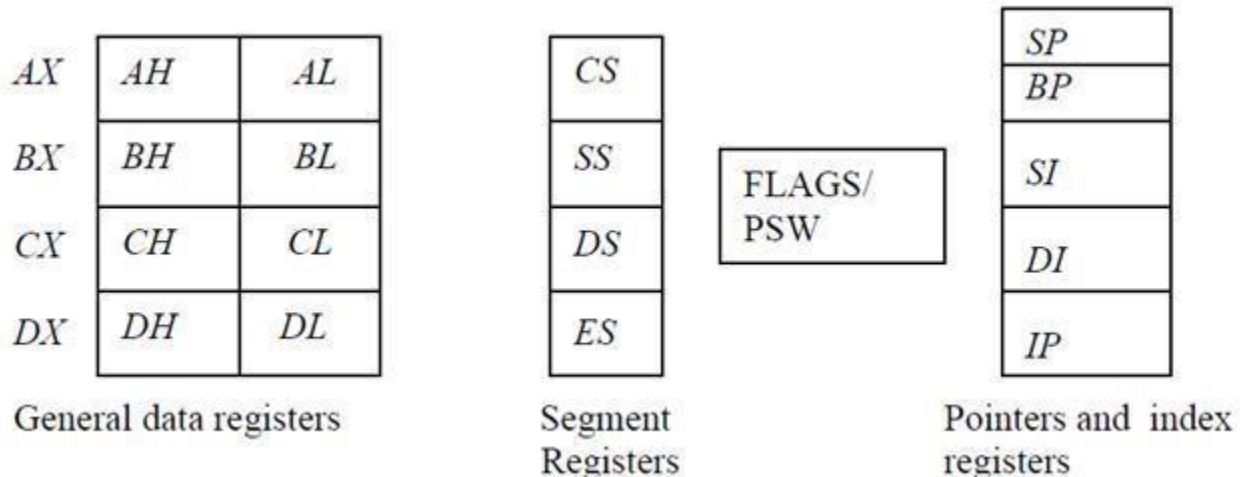 AX AH AL
BX BH BL
CX CH CL
DX DH DL
General data registers
CS
SS
DS
ES
Segment
Registers
FLAGS/
PSW
SP
BP
SI
DI
IP
Pointers and index
registers